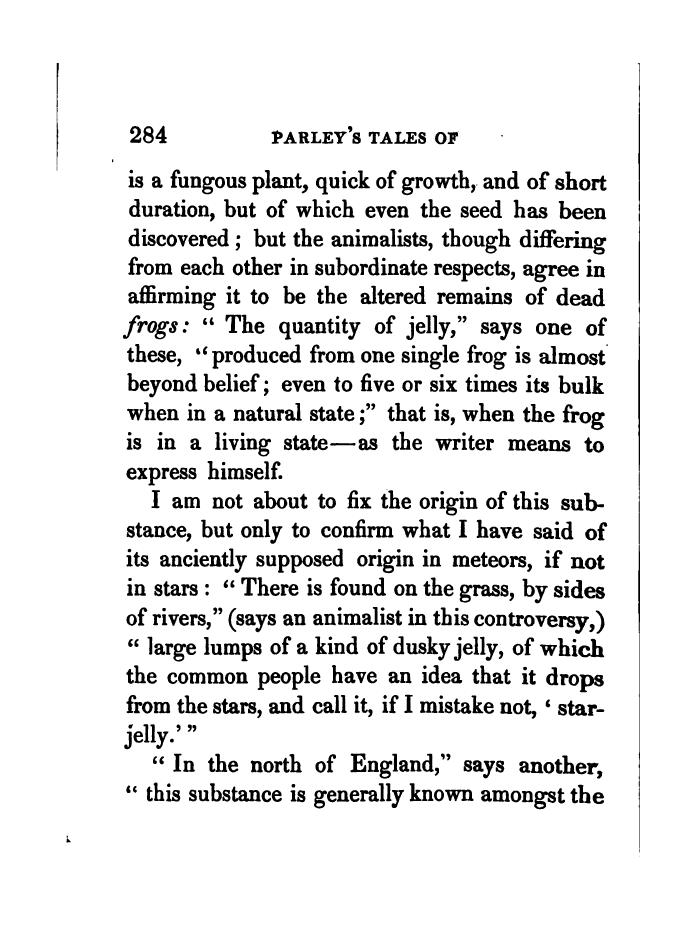 284 PARLEY'S TALES OF
is a fungous plant, quick of growth, and of short
duration, but of which even the seed has been
discovered ; but the animalists, though differing
from each other in subordinate respects, agree in
affirming it to be the altered remains of dead
frogs: “ The quantity of jelly,” says one of
these, “produced from one single frog is almost
beyond belief; even to five or six times its bulk
when in a natural state ;” that is, when the frog
is in a living state—as the writer means to
express himself.
I am not about to fix the origin of this sub-
stance, but only to confirm what I have said of
its anciently supposed origin in meteors, if not
in stars : “ There is found on the grass, by sides
of rivers,” (says an animalist in this controversy,)
“ large lumps of a kind of dusky jelly, of which
the common people have an idea that it drops
from the stars, and call it, if I mistake not, ‘ star-
jelly.’ ”
“ In the north of England,” says another,
“ this substance is generally known amongst the